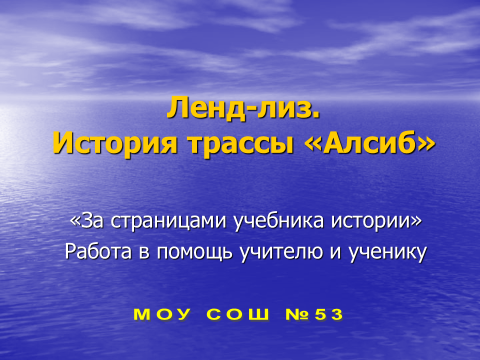 Ленд-лиз.
История трассы «Алсиб»
«За страницами учебника истории»
Работа в помощь учителю и ученику
МОУ СОШ №53